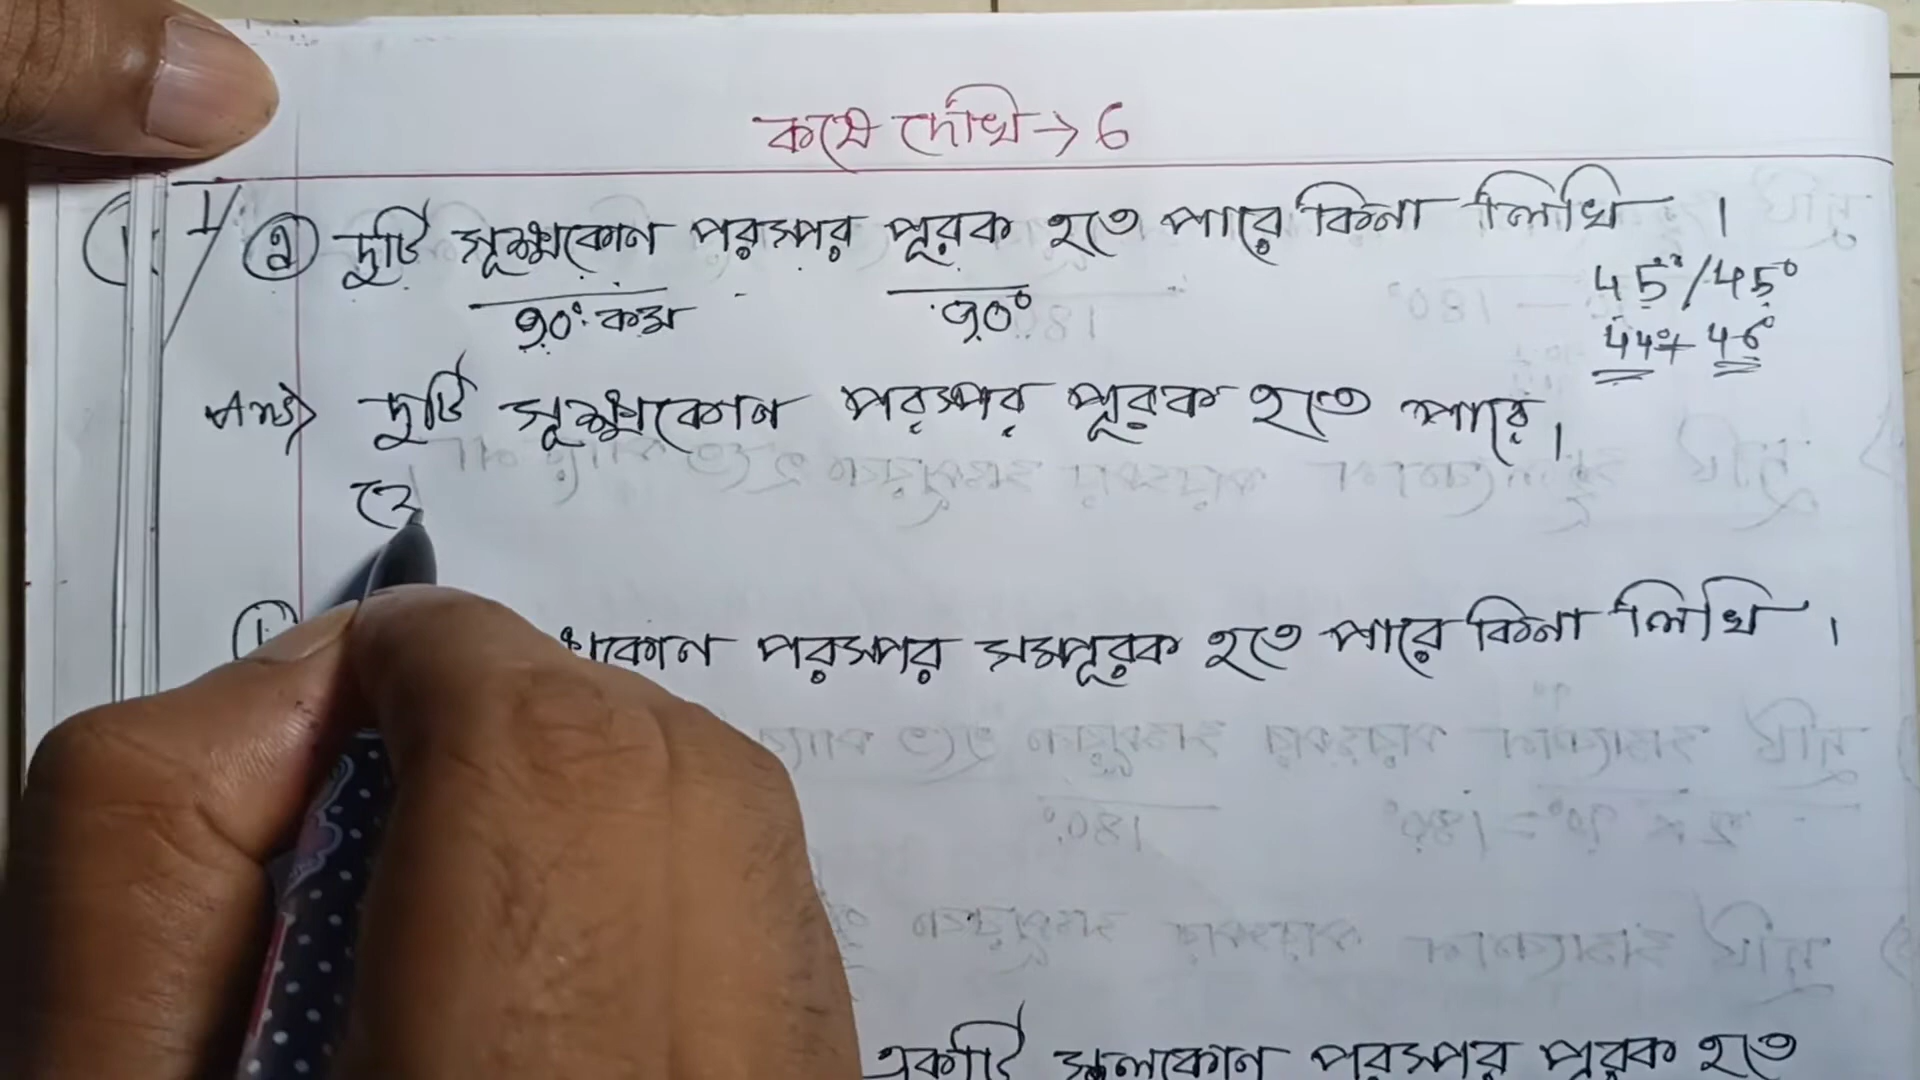 কষে দেখি → 6
1/ (a) দুটি সূক্ষ্মকোণ পরস্পর পূরক হতে পারে কিনা লিখি ।
90° কম
90°
45°/45°
44°+ 46°
Ans> দুটি সূক্ষ্মকোণ পরস্পর পূরক হতে পারে।
হে
পরস্পর সম্পূরক হতে পারে কিনা লিখি ।
একটি স্থূলকোণ পরস্পর পূরক হতে